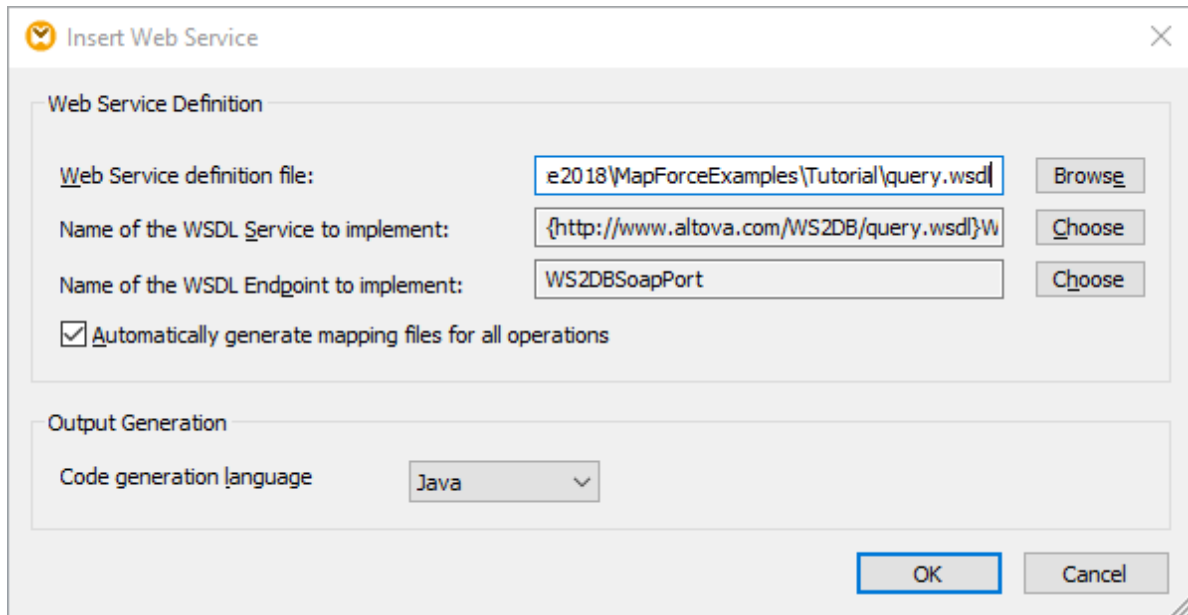 Insert Web Service
Web Service Definition
Web Service definition file: e2018\MapForceExamples\Tutorial\query.wsdl Browse
Name of the WSDL Service to implement: {http://www.altova.com/WS2DB/query.wsdl}W Choose
Name of the WSDL Endpoint to implement: WS2DBSoapPort Choose
Automatically generate mapping files for all operations
Output Generation
Code generation language Java
OK Cancel